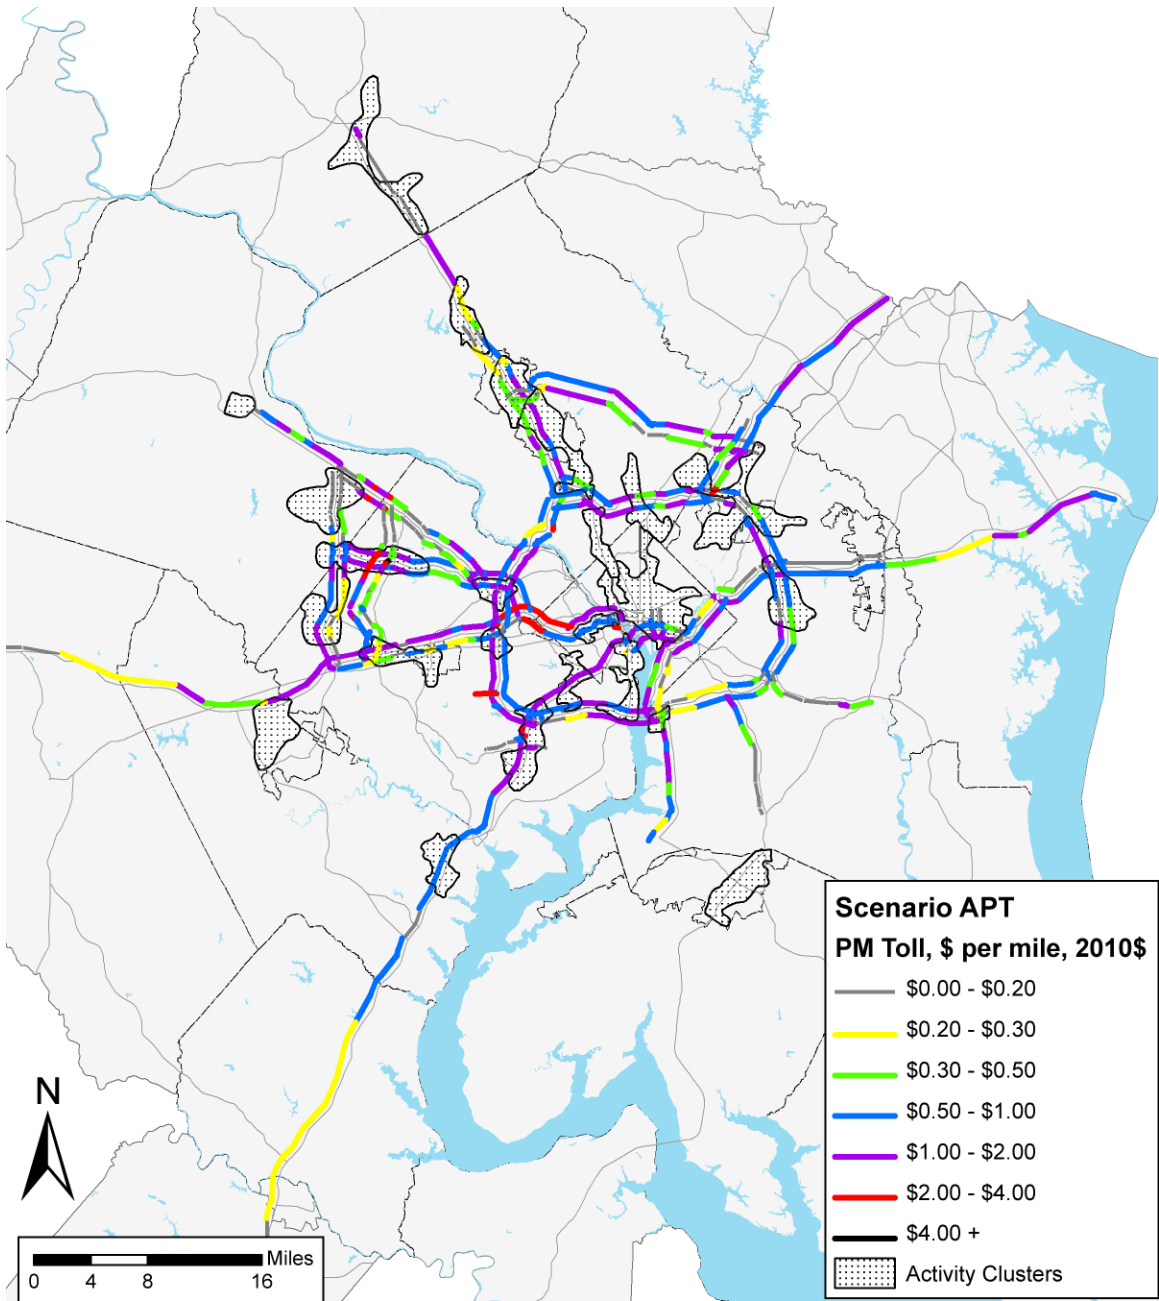 Scenario APT
PM Toll, $ per mile, 2010$
$0.00 - $0.20
$0.20 - $0.30
$0.30 - $0.50
$0.50 - $1.00
$1.00 - $2.00
$2.00 - $4.00
$4.00 +
Activity Clusters
N
Miles
0 4 8 16